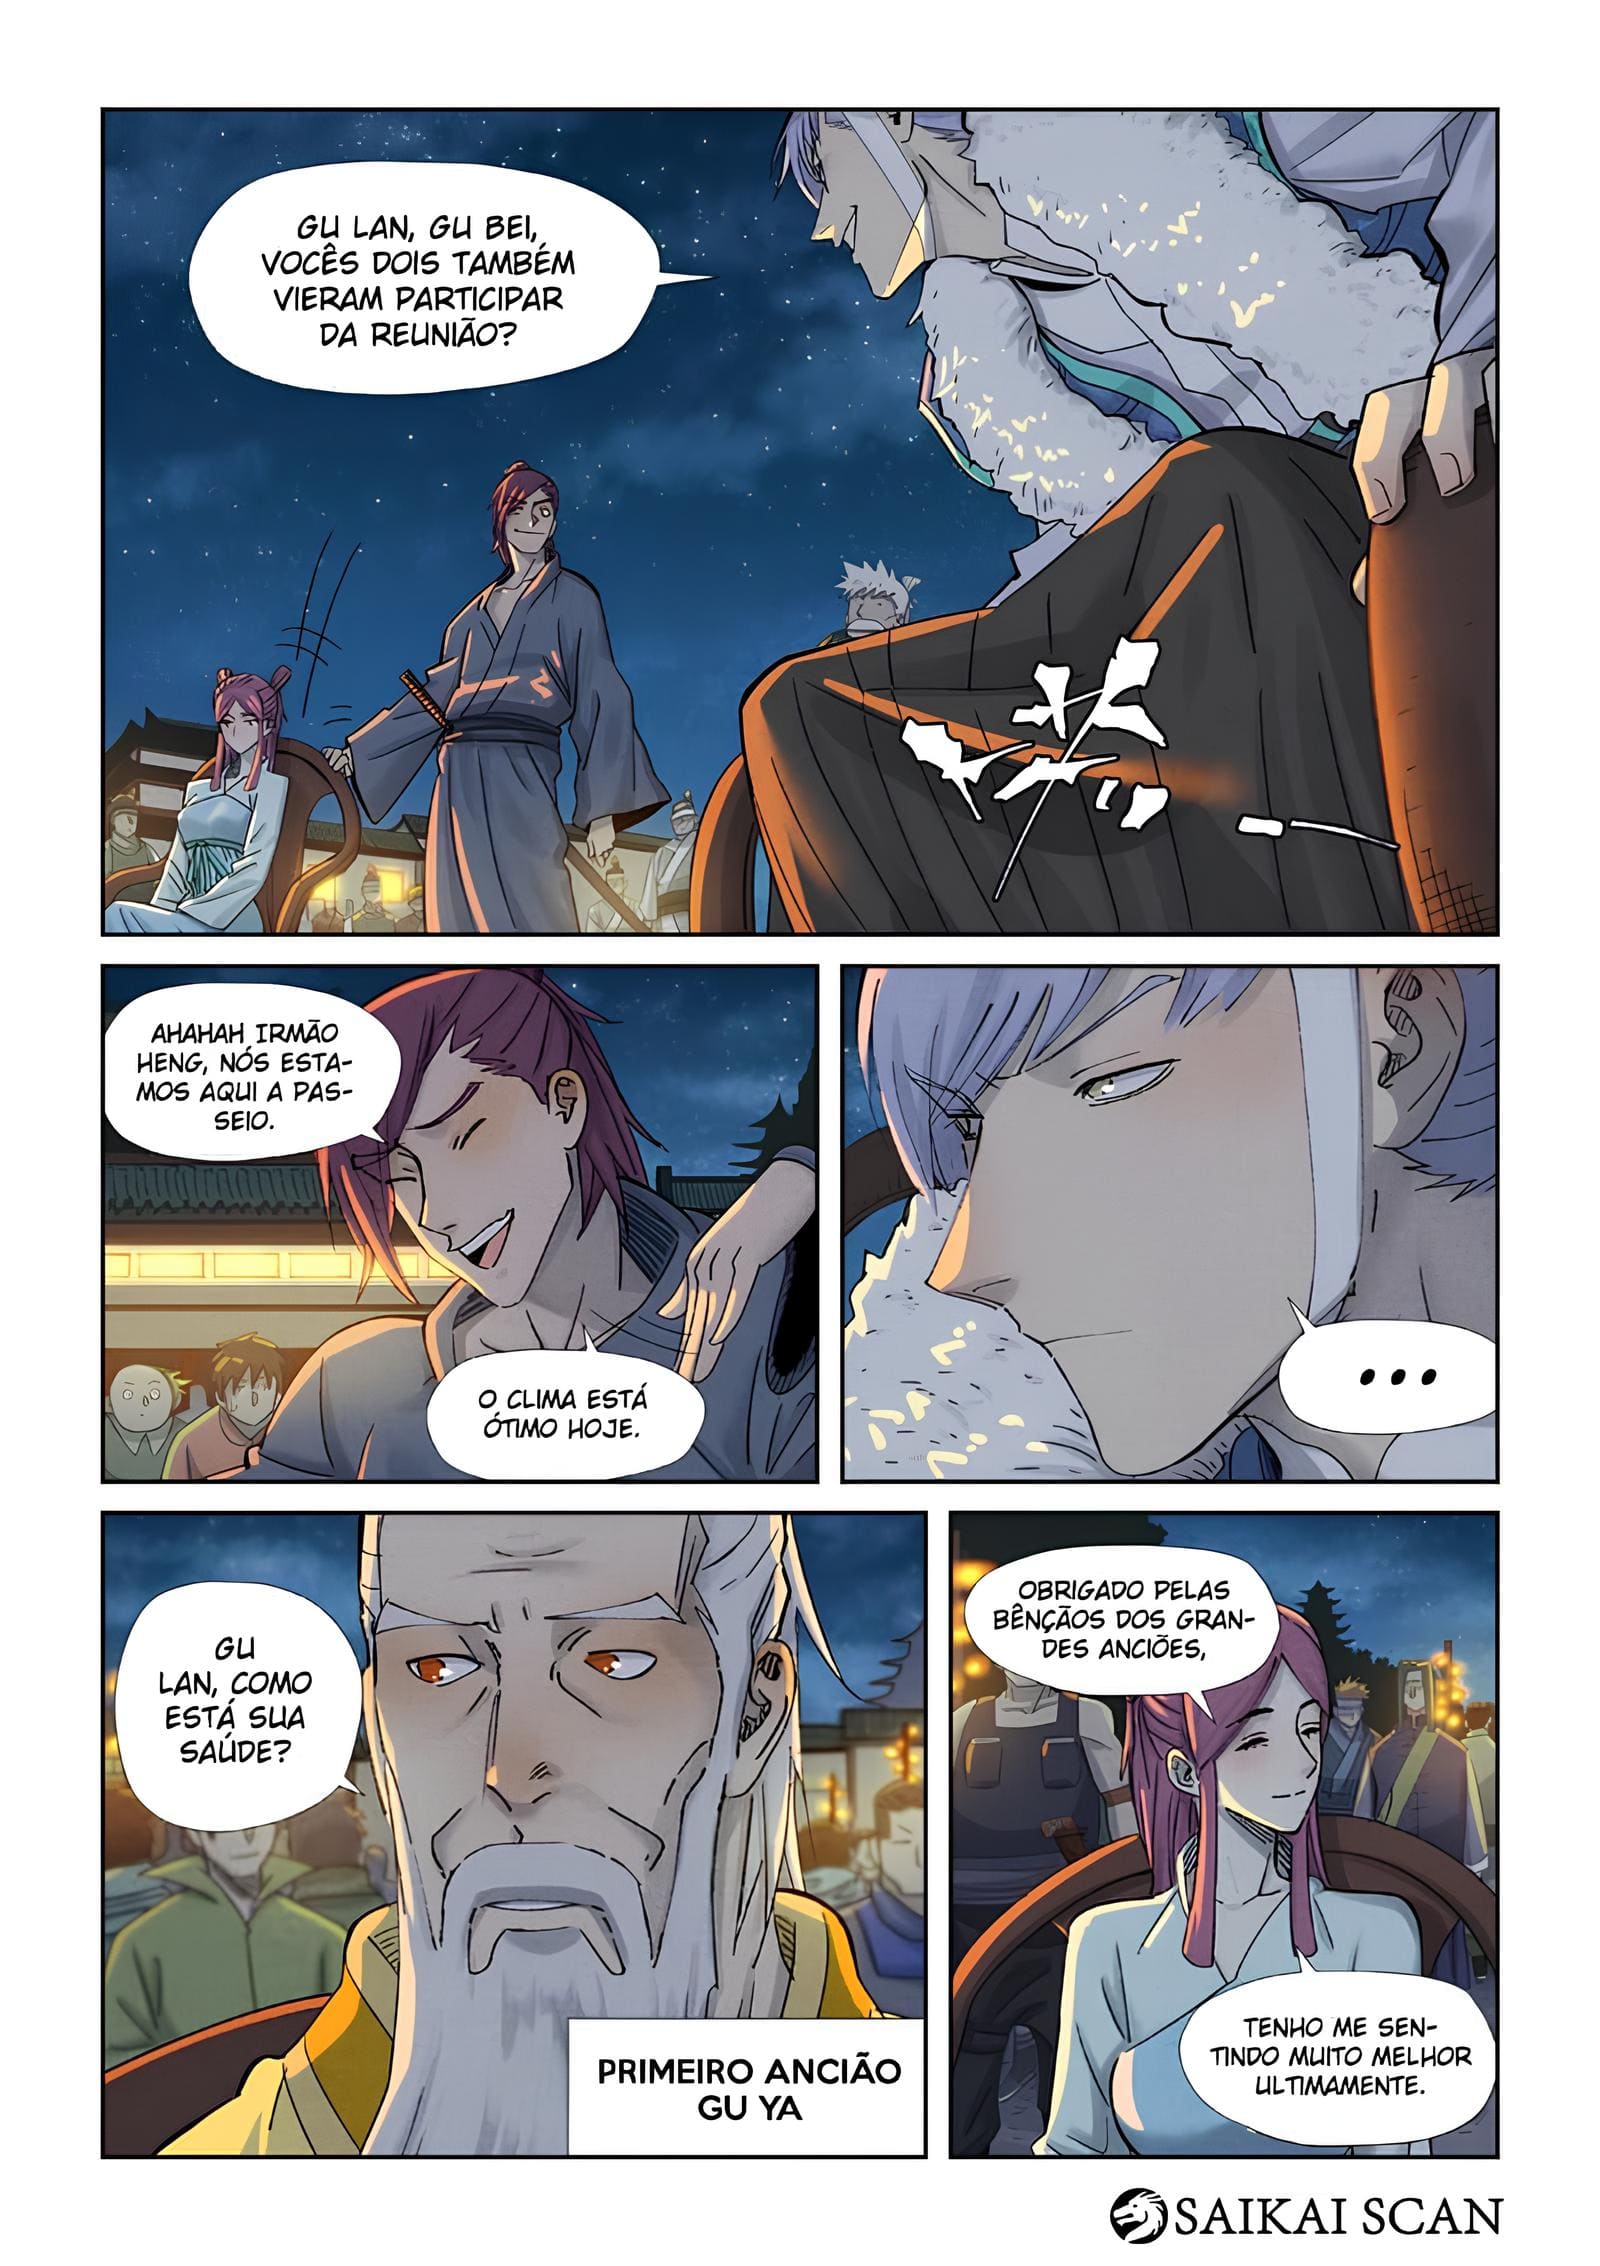 GU LAN, GU BEI,
VOCÊS DOIS TAMBÉM
VIERAM PARTICIPAR
DA REUNIÃO?
AHAHAH IRMÃO
HENG, NÓS ESTA-
MOS AQUI A PAS-
SEIO.
O CLIMA ESTÁ
ÓTIMO HOJE.
...
GU
LAN, COMO
ESTÁ SUA
SAÚDE?
PRIMEIRO ANCIÃO
GU YA
OBRIGADO PELAS
BÊNÇÃOS DOS GRAN-
DES ANCIÕES,
TENHO ME SEN-
TINDO MUITO MELHOR
ULTIMAMENTE.
SAIKAI SCAN